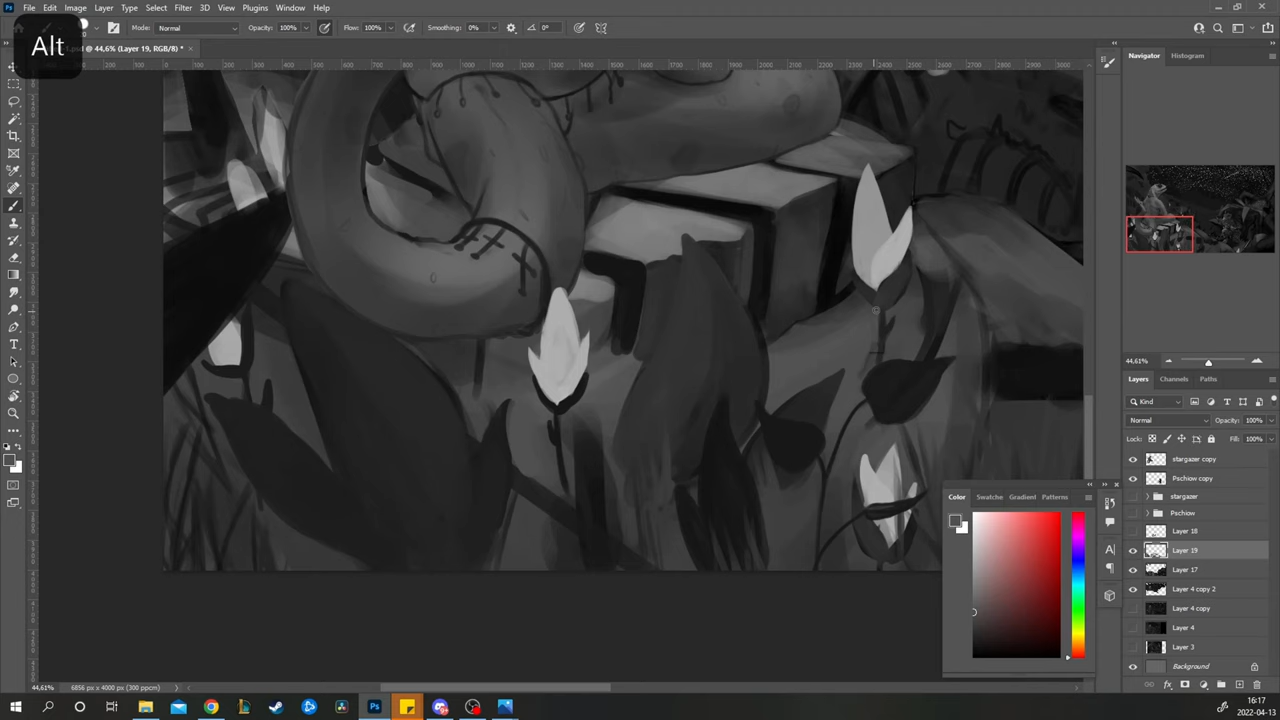 Ps File Edit Image Layer Type Select Filter 3D View Plugins Window Help
Alt
Mode: Normal Opacity: 100% Flow: 100% Smoothing: 0% 0°
.psd @ 44,6% (Layer 19, RGB/8) *
Navigator Histogram
44,61%
Layers Channels Paths
Kind
Normal Opacity: 100%
Lock: Fill: 100%
stargazer copy
Pschiow copy
stargazer
Pschiow
Layer 18
Layer 19
Layer 17
Layer 4 copy 2
Layer 4 copy
Layer 4
Layer 3
Background
Color Swatche Gradient Patterns
44,61% 6856 px x 4000 px (300 ppcm)
16:17
2022-04-13